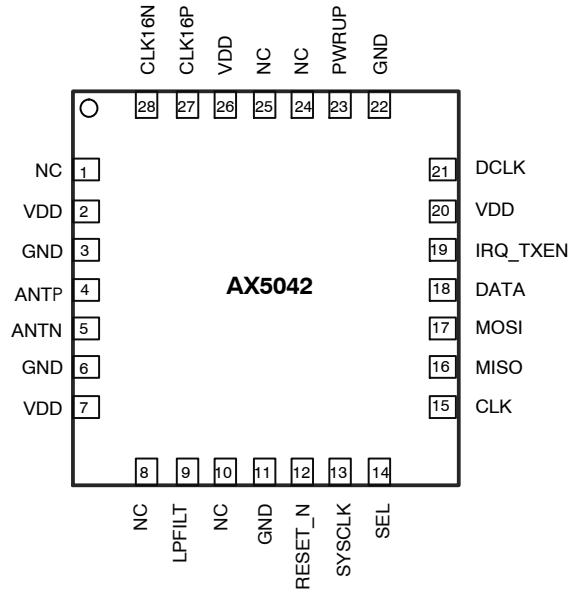 CLK16N
CLK16P
VDD
NC
NC
PWRUP
GND
28
27
26
25
24
23
22
NC 1
VDD 2
GND 3
ANTP 4
ANTN 5
GND 6
VDD 7
AX5042
21 DCLK
20 VDD
19 IRQ_TXEN
18 DATA
17 MOSI
16 MISO
15 CLK
8
9
10
11
12
13
14
NC
LPFILT
NC
GND
RESET_N
SYSCLK
SEL